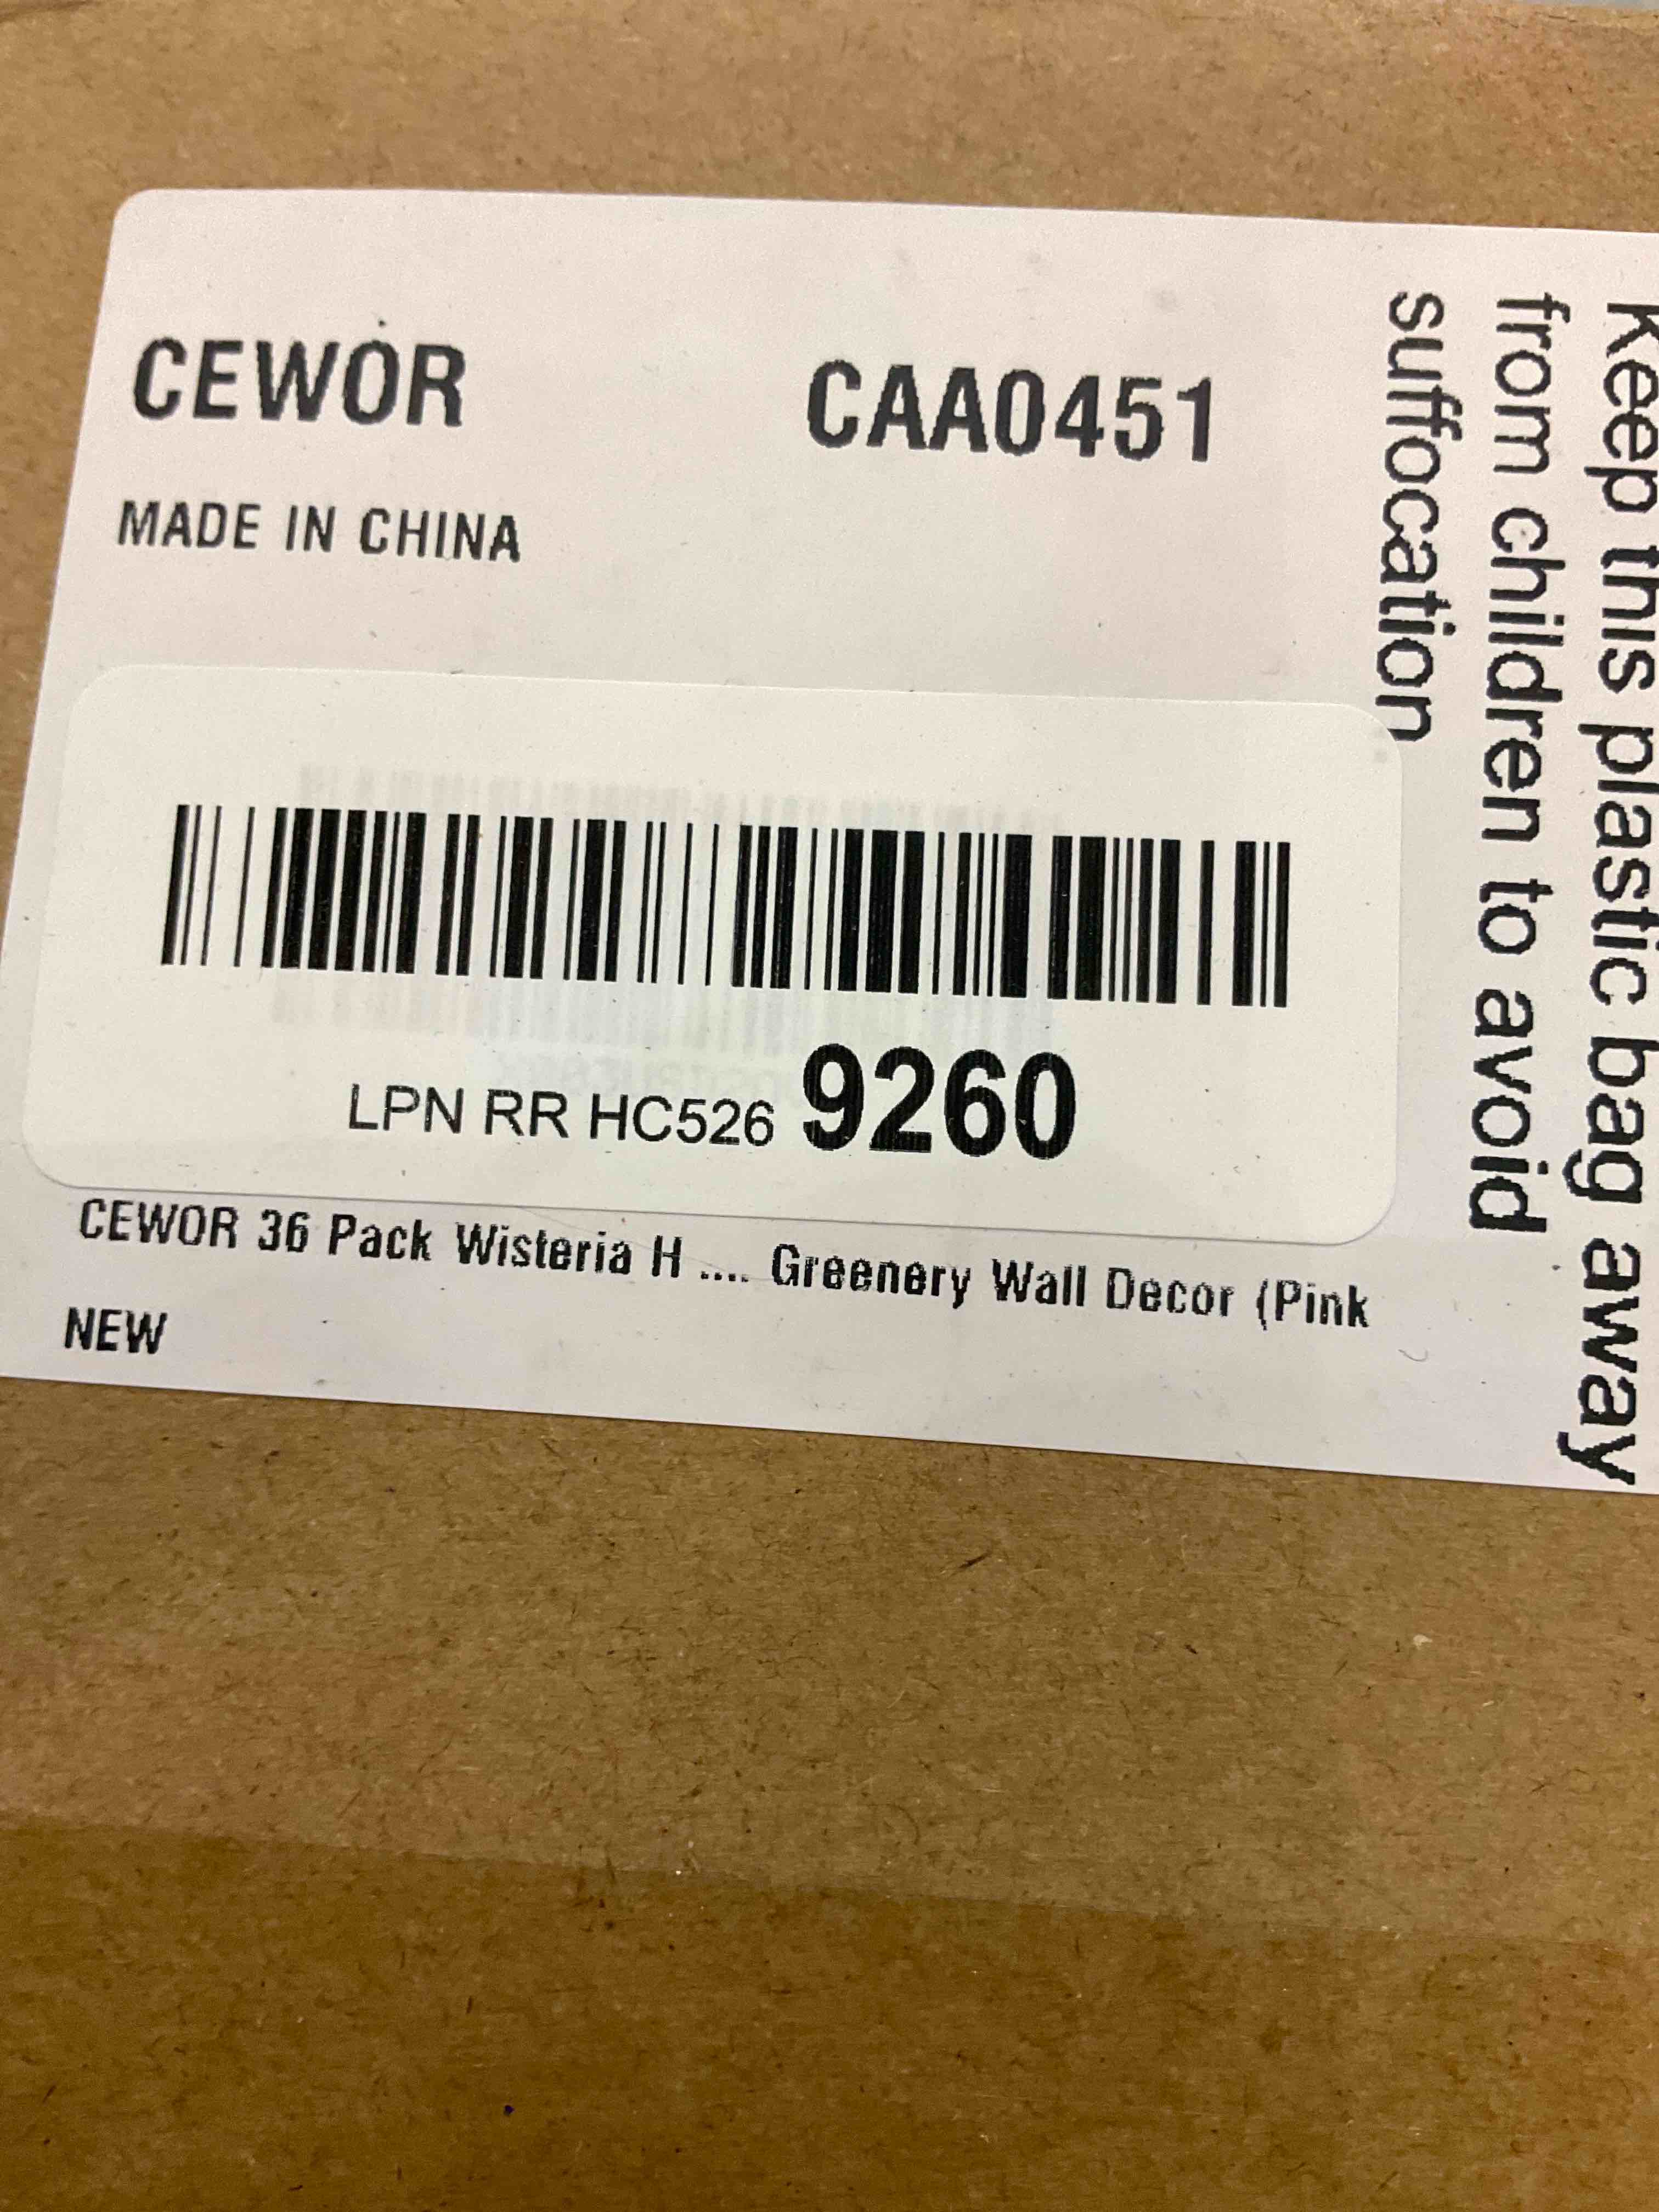 CEWOR
CAA0451
MADE IN CHINA
LPN RR HC526 9260
CEWOR 36 Pack Wisteria H .... Greenery Wall Decor (Pink
NEW
Keep this plastic bag away
from children to avoid
suffocation